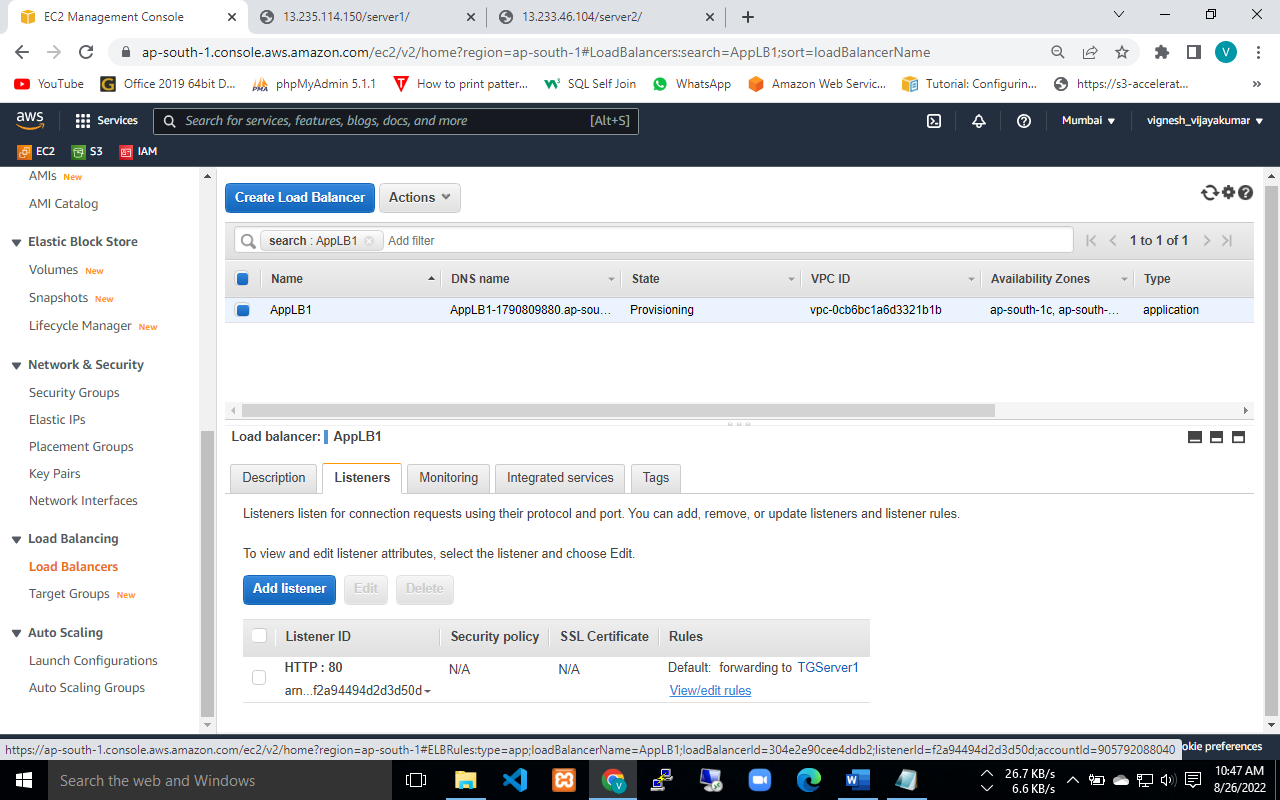 EC2 Management Console
13.235.114.150/server1/
13.233.46.104/server2/
ap-south-1.console.aws.amazon.com/ec2/v2/home?region=ap-south-1#LoadBalancers:search=AppLB1;sort=loadBalancerName
V
YouTube
Office 2019 64bit D...
phpMyAdmin 5.1.1
How to print patter...
SQL Self Join
WhatsApp
Amazon Web Servic...
Tutorial: Configurin...
https://s3-accelerat...
»
aws
Services
Search for services, features, blogs, docs, and more
[Alt+S]
Mumbai
vignesh_vijayakumar
EC2
S3
IAM
AMIs New
AMI Catalog
Elastic Block Store
Volumes New
Snapshots New
Lifecycle Manager New
Network & Security
Security Groups
Elastic IPs
Placement Groups
Key Pairs
Network Interfaces
Load Balancing
Load Balancers
Target Groups New
Auto Scaling
Launch Configurations
Auto Scaling Groups
Create Load Balancer
Actions
search : AppLB1
Add filter
1 to 1 of 1
Name
DNS name
State
VPC ID
Availability Zones
Type
AppLB1
AppLB1-1790809880.ap-sou...
Provisioning
vpc-0cb6bc1a6d3321b1b
ap-south-1c, ap-south-...
application
Load balancer: AppLB1
Description
Listeners
Monitoring
Integrated services
Tags
Listeners listen for connection requests using their protocol and port. You can add, remove, or update listeners and listener rules.
To view and edit listener attributes, select the listener and choose Edit.
Add listener
Edit
Delete
Listener ID
Security policy
SSL Certificate
Rules
HTTP : 80
arn...f2a94494d2d3d50d
N/A
N/A
Default: forwarding to TGServer1
View/edit rules
https://ap-south-1.console.aws.amazon.com/ec2/v2/home?region=ap-south-1#ELBRules:type=app;loadBalancerName=AppLB1;loadBalancerId=304e2e90cee4ddb2;listenerId=f2a94494d2d3d50d;accountId=905792088040
okie preferences
Search the web and Windows
26.7 KB/s
6.6 KB/s
10:47 AM
8/26/2022